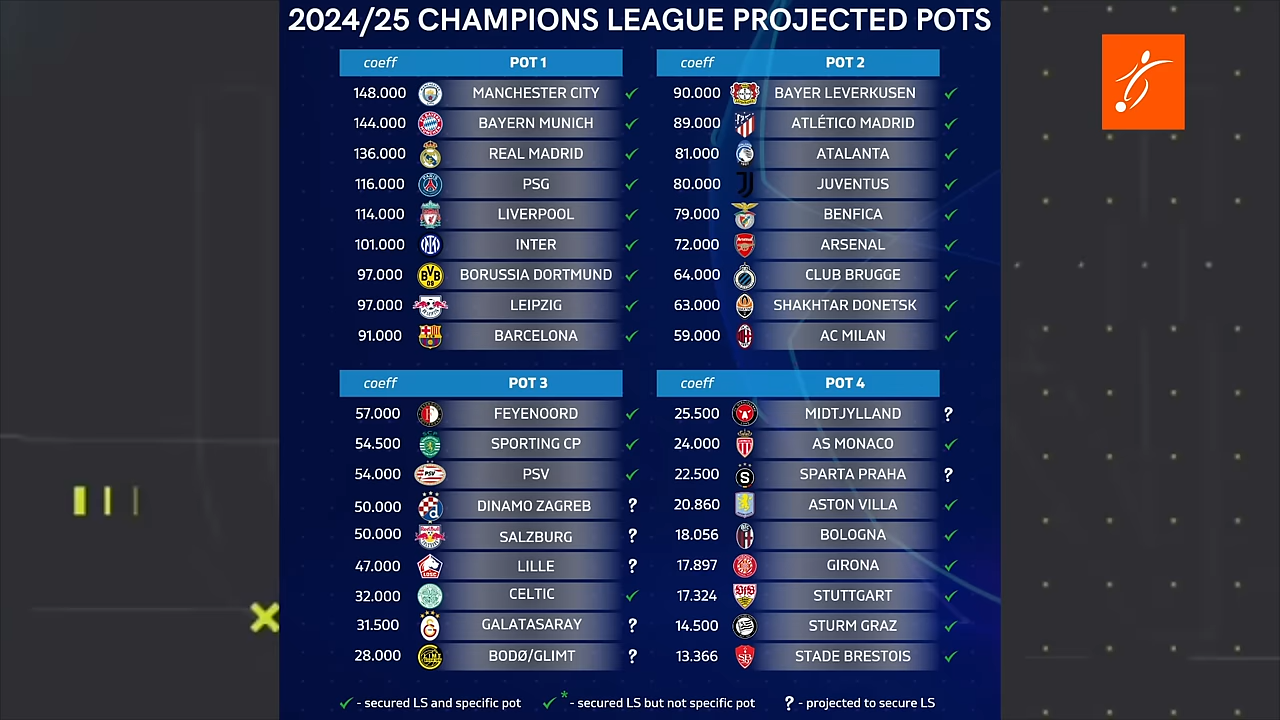 2024/25 CHAMPIONS LEAGUE PROJECTED POTS
coeff POT 1
148.000 MANCHESTER CITY ✓
144.000 BAYERN MUNICH ✓
136.000 REAL MADRID ✓
116.000 PSG ✓
114.000 LIVERPOOL ✓
101.000 INTER ✓
97.000 BORUSSIA DORTMUND ✓
97.000 LEIPZIG ✓
91.000 BARCELONA ✓
coeff POT 2
90.000 BAYER LEVERKUSEN ✓
89.000 ATLÉTICO MADRID ✓
81.000 ATALANTA ✓
80.000 JUVENTUS ✓
79.000 BENFICA ✓
72.000 ARSENAL ✓
64.000 CLUB BRUGGE ✓
63.000 SHAKHTAR DONETSK ✓
59.000 AC MILAN ✓
coeff POT 3
57.000 FEYENOORD ✓
54.500 SPORTING CP ✓
54.000 PSV ✓
50.000 DINAMO ZAGREB ?
50.000 SALZBURG ?
47.000 LILLE ?
32.000 CELTIC ✓
31.500 GALATASARAY ?
28.000 BODØ/GLIMT ?
coeff POT 4
25.500 MIDTJYLLAND ?
24.000 AS MONACO ✓
22.500 SPARTA PRAHA ?
20.860 ASTON VILLA ✓
18.056 BOLOGNA ✓
17.897 GIRONA ✓
17.324 STUTTGART ✓
14.500 STURM GRAZ ✓
13.366 STADE BRESTOIS ✓
✓ - secured LS and specific pot ✓* - secured LS but not specific pot ? - projected to secure LS